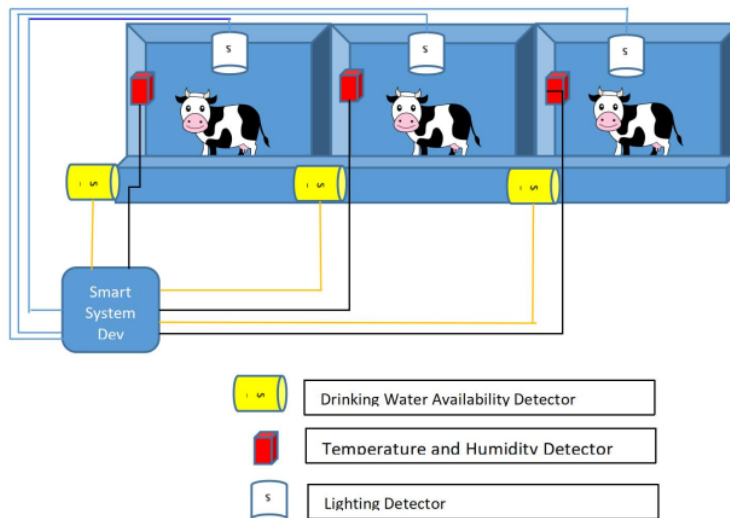 S
S
S
S
S
S
Smart
System
Dev
S
Drinking Water Availability Detector
Temperature and Humidity Detector
S
Lighting Detector